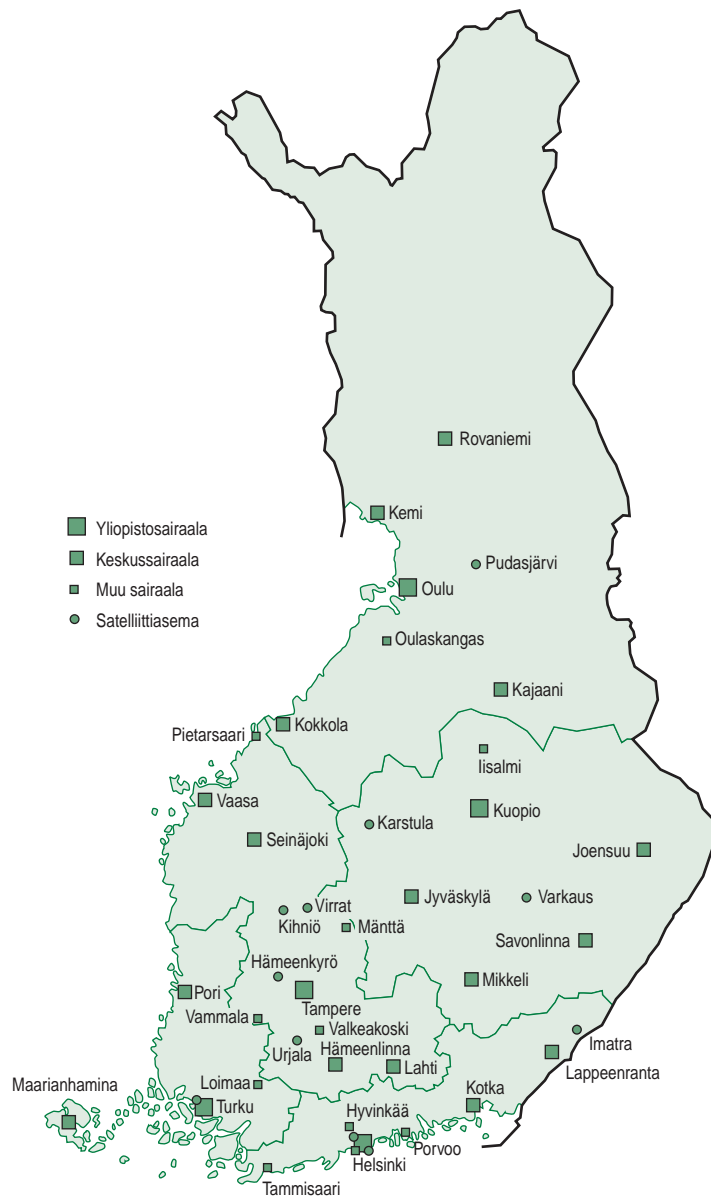 Rovaniemi
Kemi
Yliopistosairaala
Keskussairaala
Muu sairaala
Satelliittiasema
Pudasjärvi
Oulu
Oulaskangas
Kajaani
Kokkola
Pietarsaari
Iisalmi
Vaasa
Kuopio
Karstula
Seinäjoki
Joensuu
Jyväskylä
Varkaus
Virrat
Kihniö
Mänttä
Savonlinna
Hämeenkyrö
Mikkeli
Pori
Tampere
Vammala
Valkeakoski
Urjala
Hämeenlinna
Imatra
Lahti
Lappeenranta
Loimaa
Maarianhamina
Kotka
Turku
Hyvinkää
Porvoo
Helsinki
Tammisaari